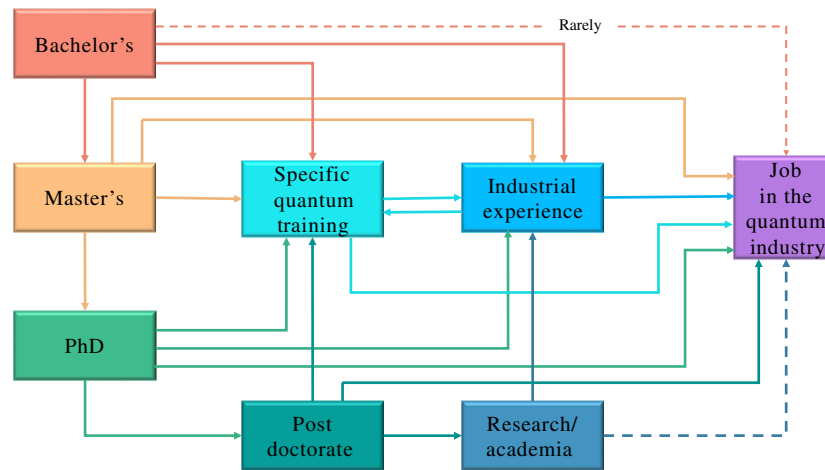 Bachelor's
Rarely
Master's
Specific
quantum
training
Industrial
experience
Job
in the
quantum
industry
PhD
Post
doctorate
Research/
academia